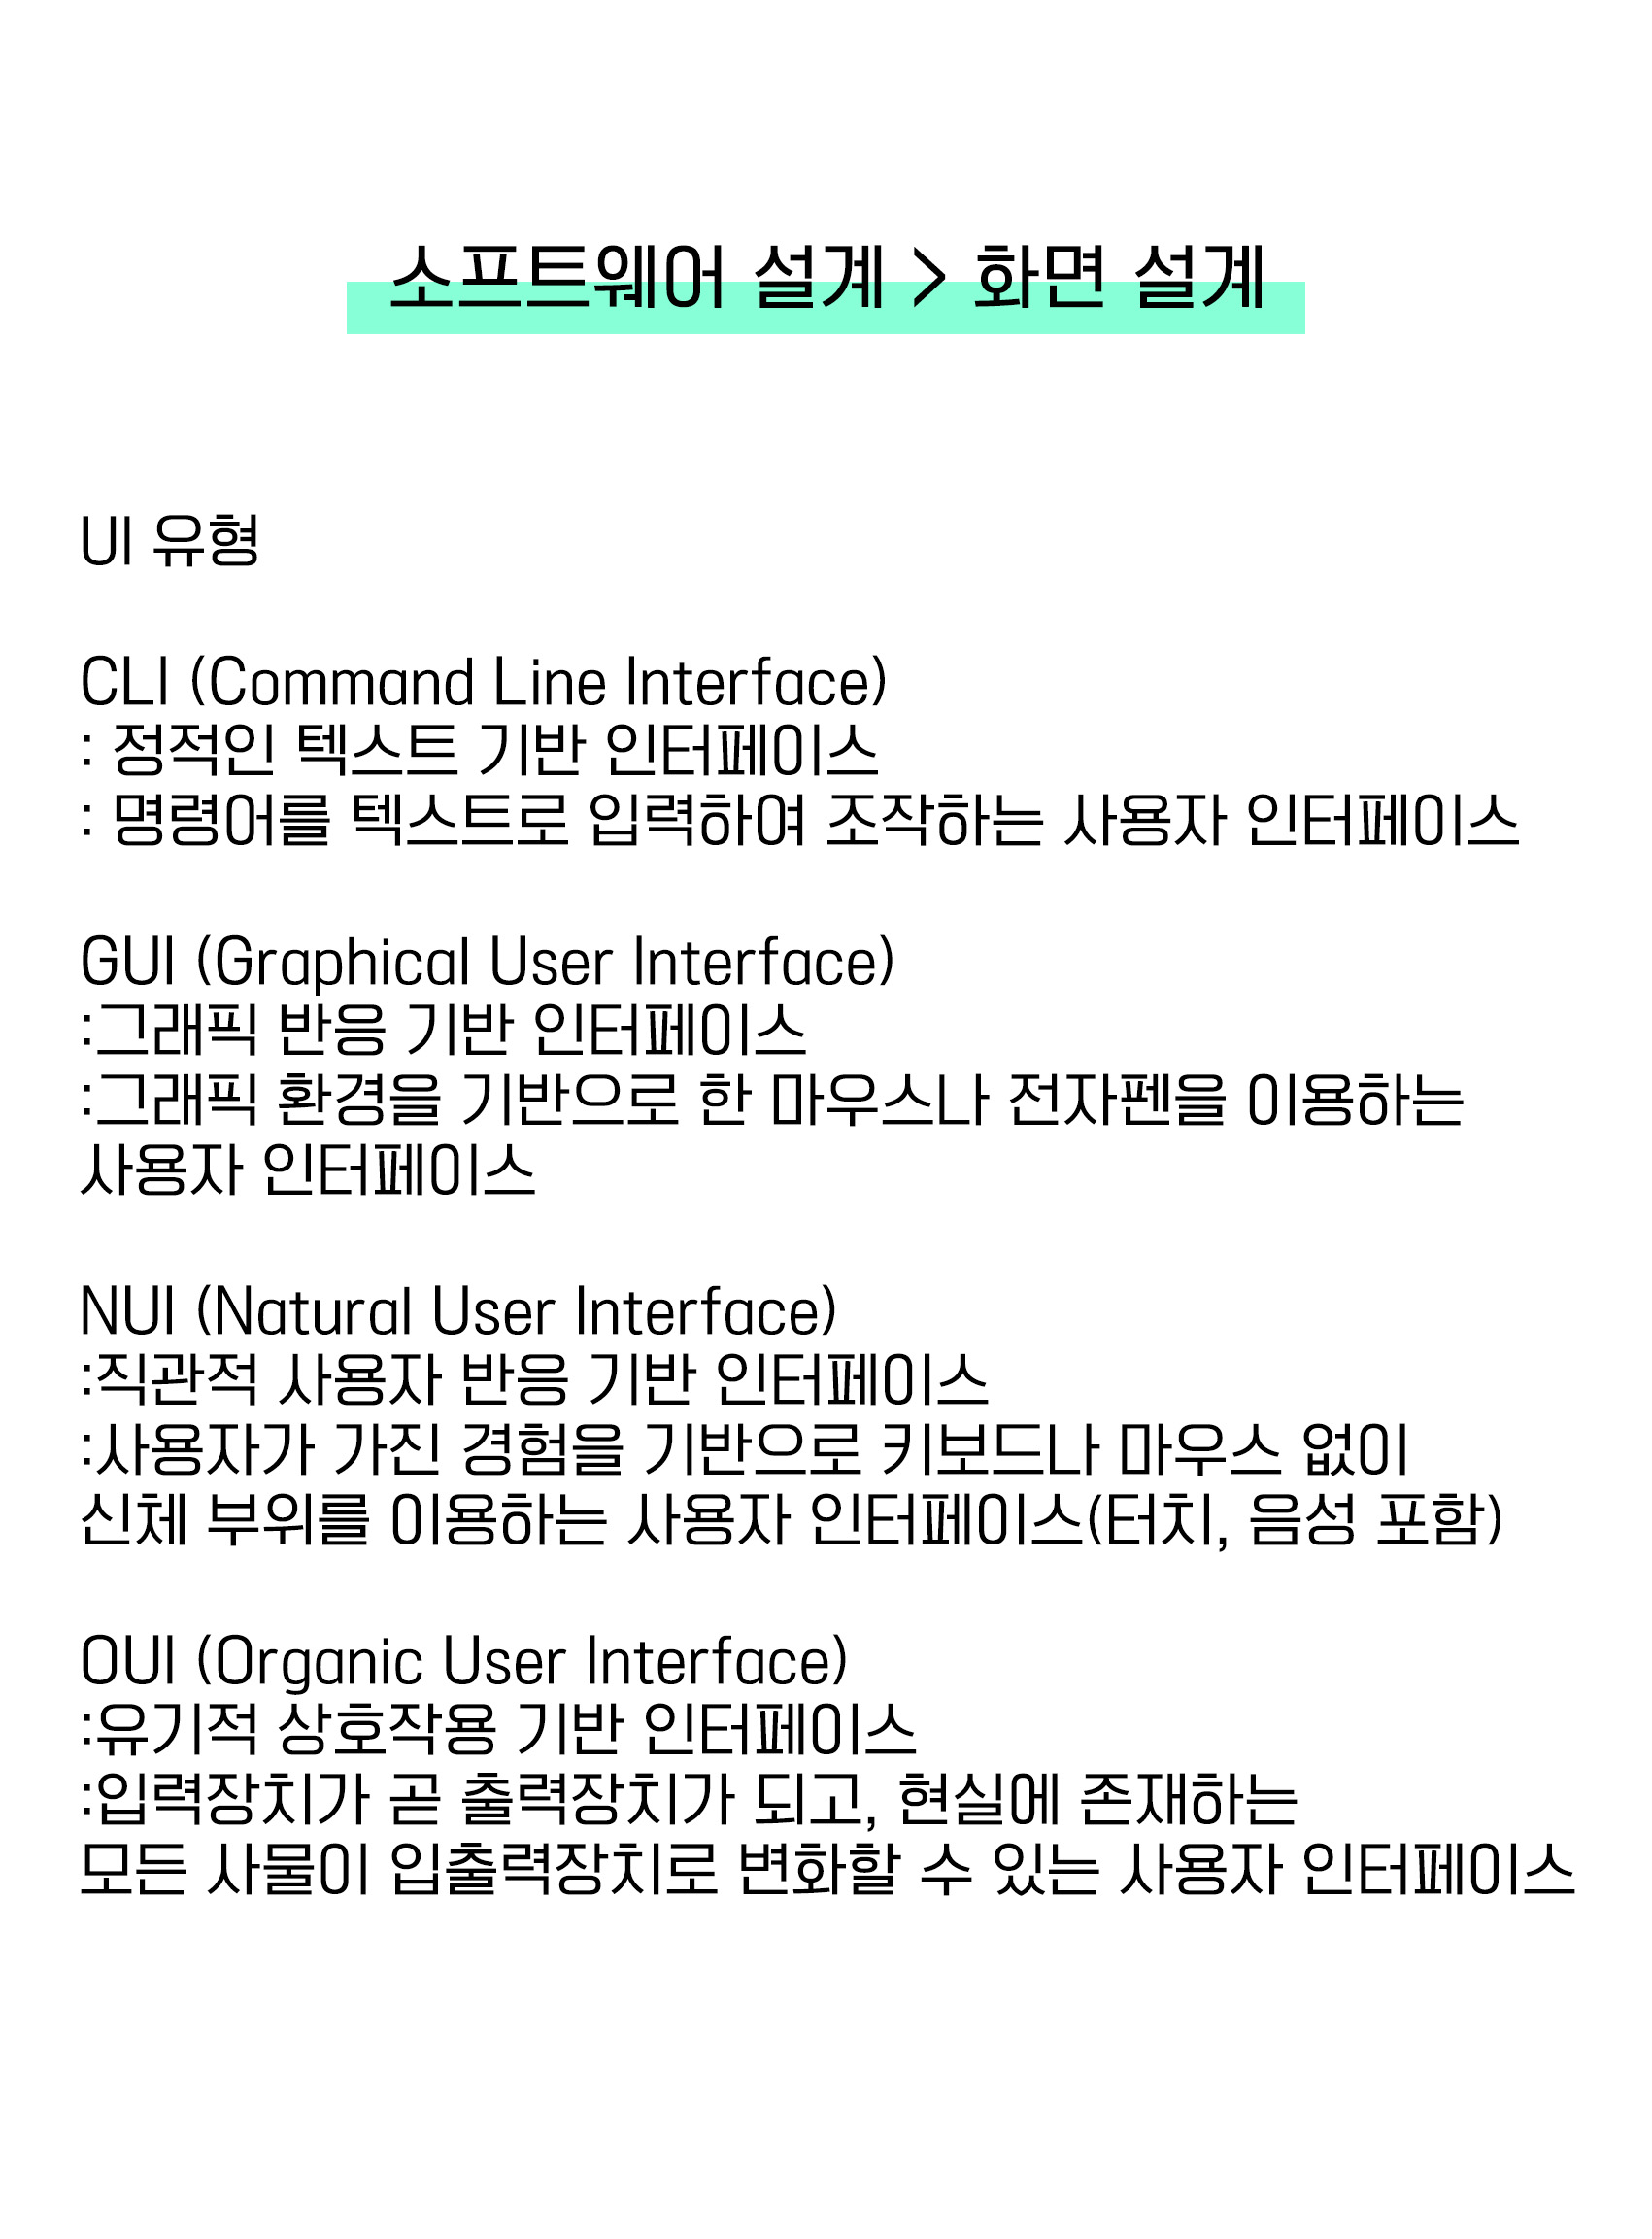 소프트웨어 설계 > 화면 설계
UI 유형
CLI (Command Line Interface)
: 정적인 텍스트 기반 인터페이스
: 명령어를 텍스트로 입력하여 조작하는 사용자 인터페이스
GUI (Graphical User Interface)
:그래픽 반응 기반 인터페이스
:그래픽 환경을 기반으로 한 마우스나 전자펜을 이용하는
사용자 인터페이스
NUI (Natural User Interface)
:직관적 사용자 반응 기반 인터페이스
:사용자가 가진 경험을 기반으로 키보드나 마우스 없이
신체 부위를 이용하는 사용자 인터페이스(터치, 음성 포함)
OUI (Organic User Interface)
:유기적 상호작용 기반 인터페이스
:입력장치가 곧 출력장치가 되고, 현실에 존재하는
모든 사물이 입출력장치로 변화할 수 있는 사용자 인터페이스